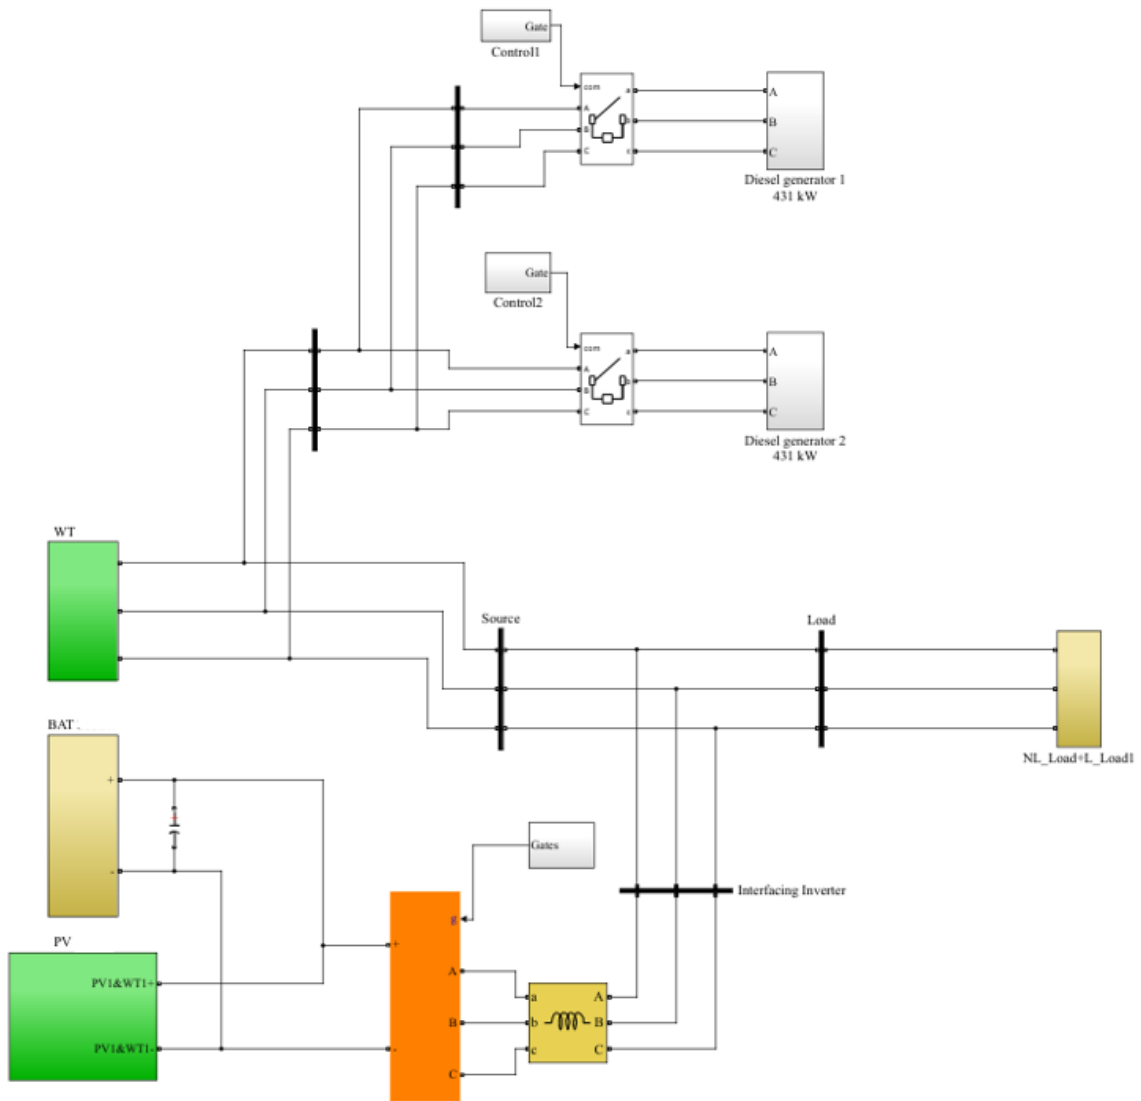 Gate
Control1
com
A
B
C
a
b
c
A
B
C
Diesel generator 1
431 kW
Gate
Control2
com
A
B
C
a
b
c
A
B
C
Diesel generator 2
431 kW
WT
Source
Load
NL_Load+L_Load1
BAT
+
-
Gates
Interfacing Inverter
PV
PV1&WT1+
PV1&WT1-
g
+
-
A
B
C
a
b
c
A
B
C